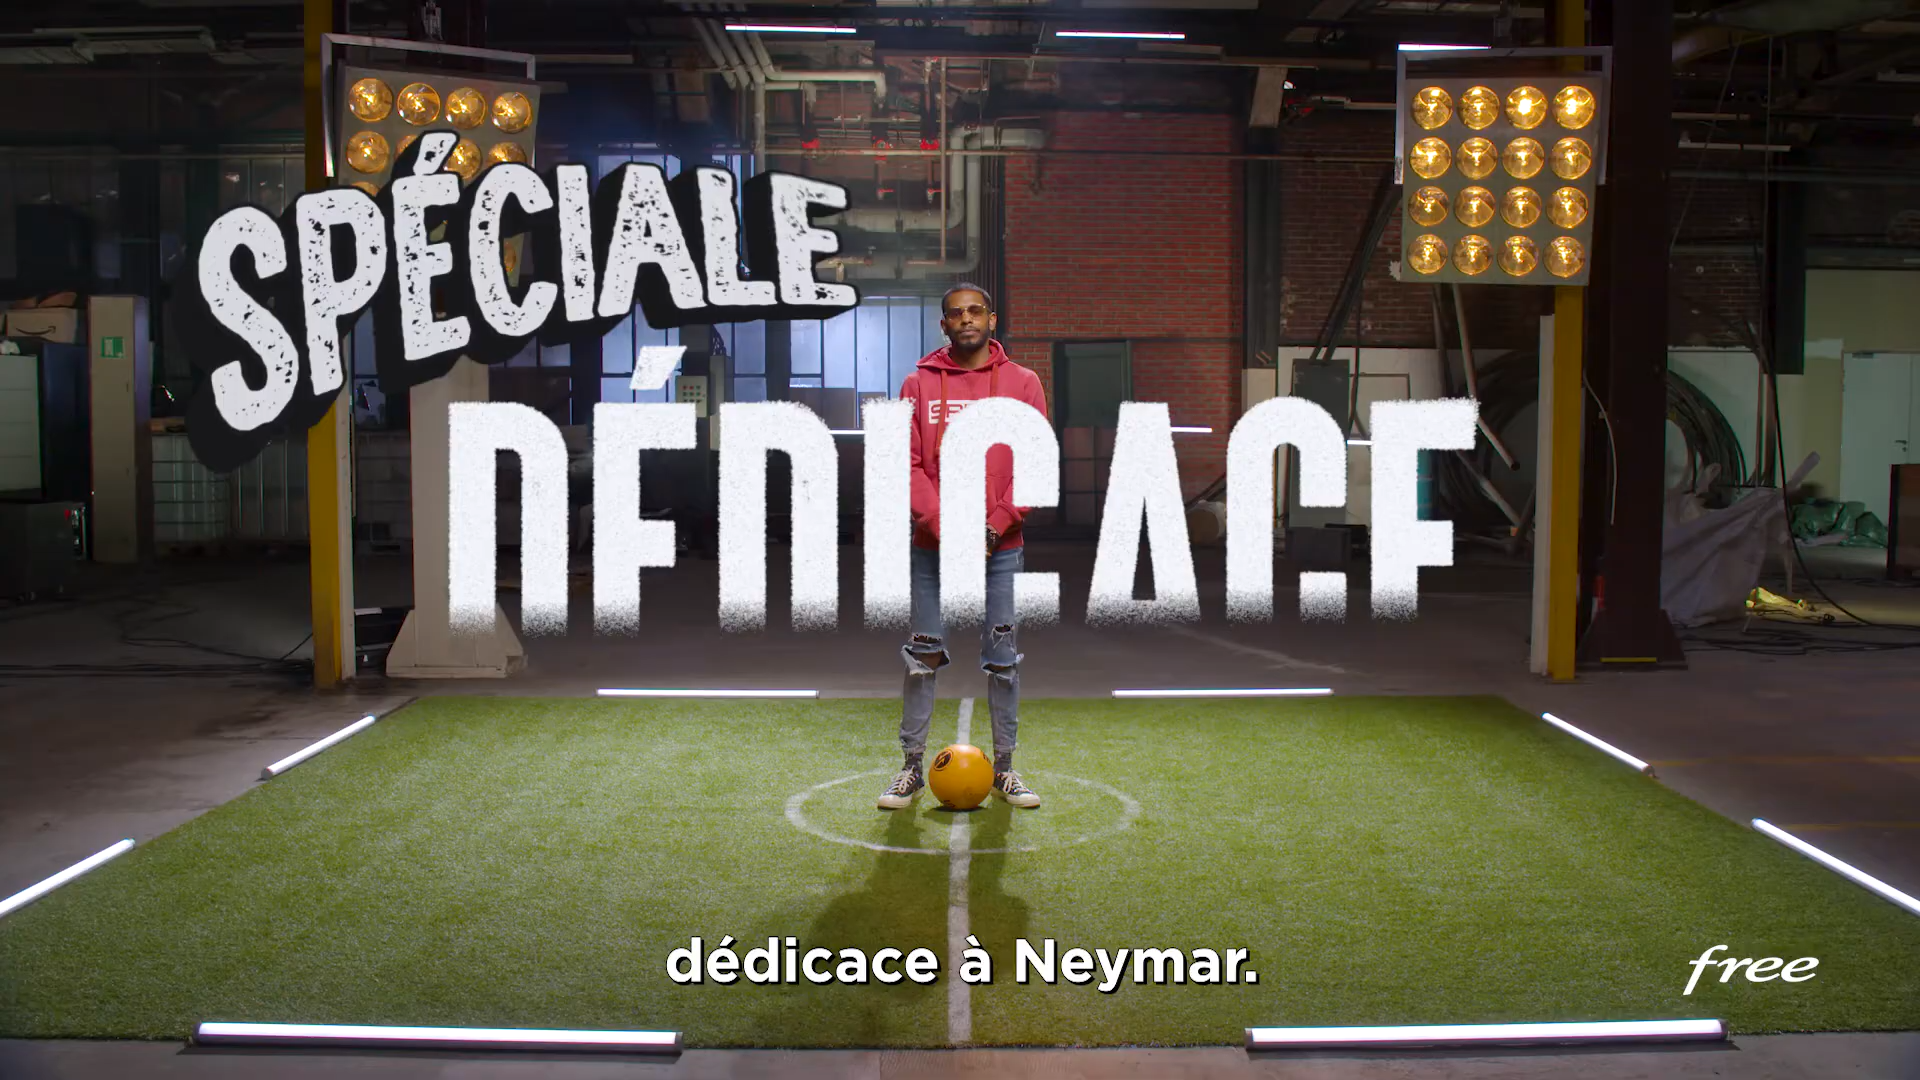 SPÉCIALE
DÉDICACE
dédicace à Neymar.
free